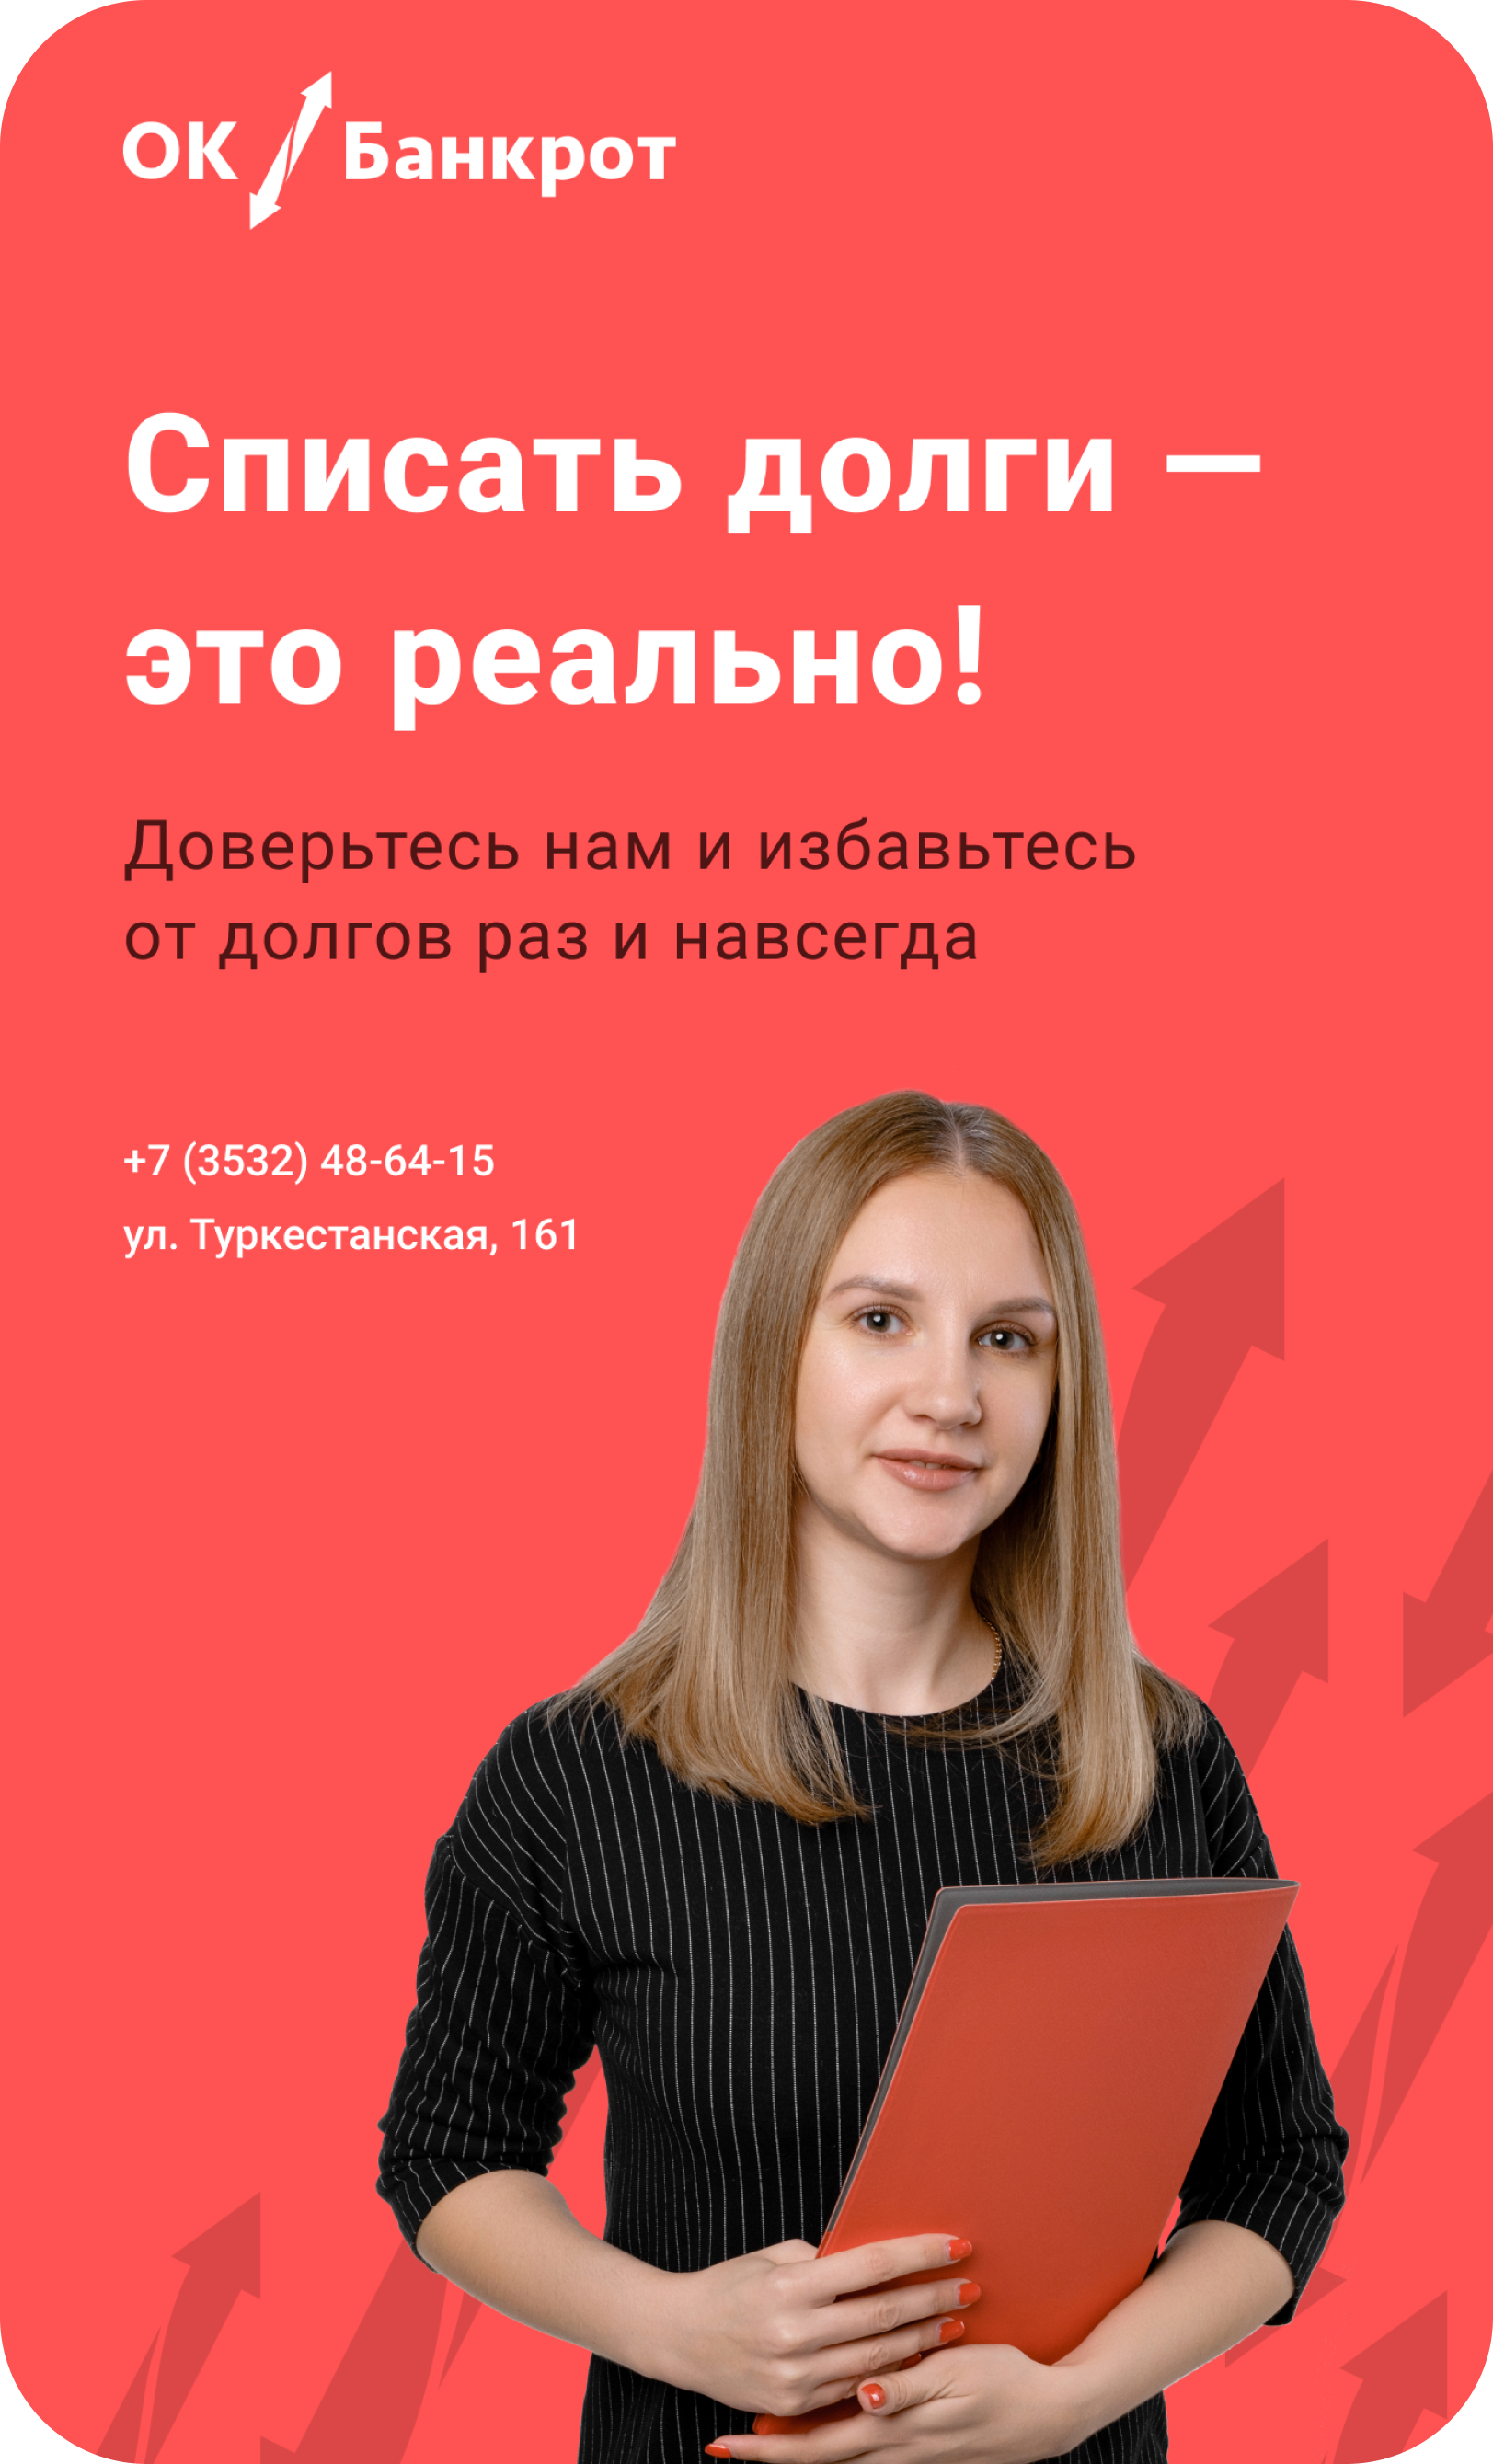 ОК Банкрот
Списать долги —
это реально!
Доверьтесь нам и избавьтесь
от долгов раз и навсегда
+7 (3532) 48-64-15
ул. Туркестанская, 161